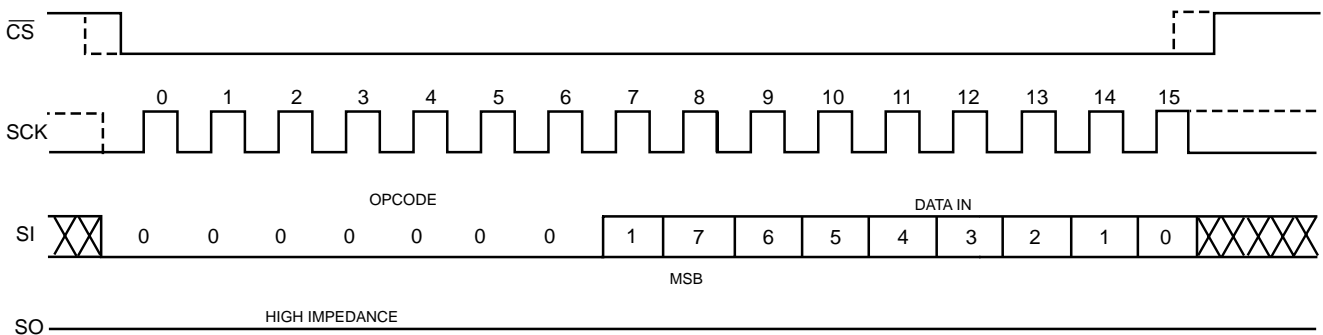 CS
0 1 2 3 4 5 6 7 8 9 10 11 12 13 14 15
SCK
OPCODE
DATA IN
SI 0 0 0 0 0 0 0 1 7 6 5 4 3 2 1 0
MSB
HIGH IMPEDANCE
SO